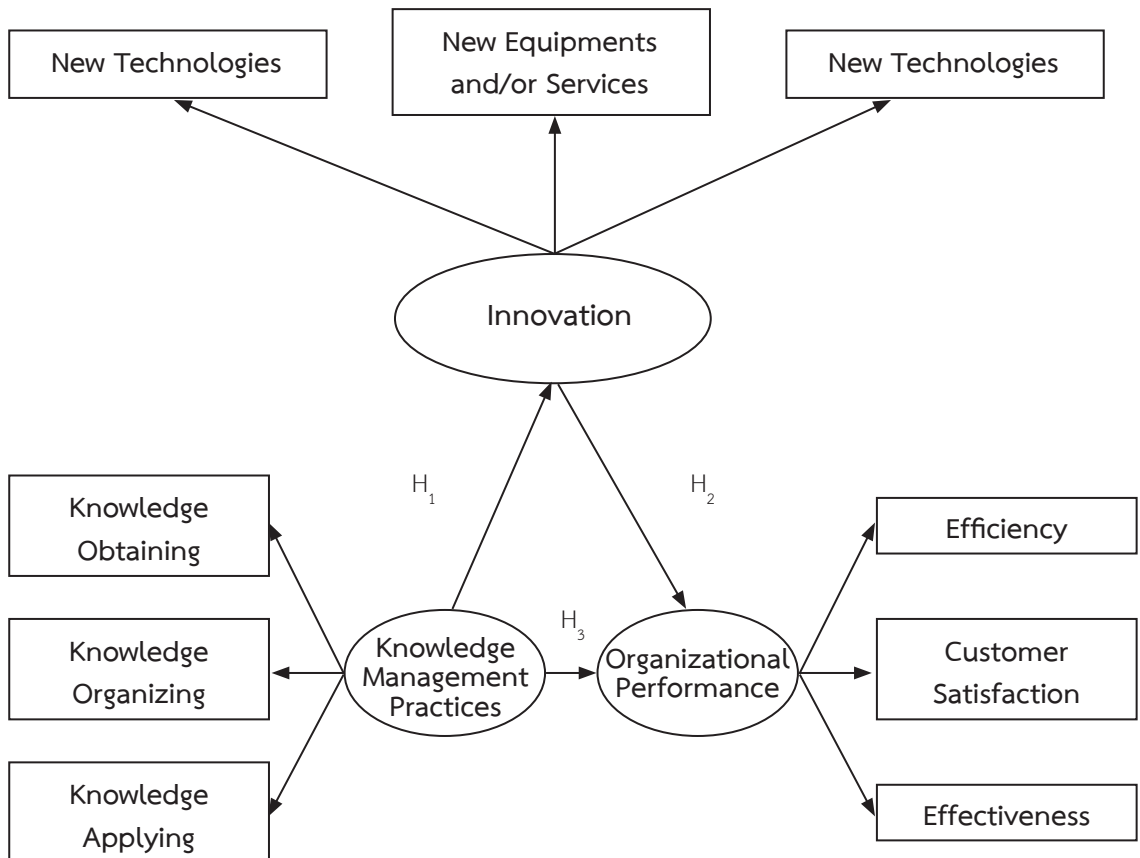 New Technologies
New Equipments
and/or Services
New Technologies
Innovation
H₁
H₂
Knowledge
Obtaining
Efficiency
H₃
Knowledge
Organizing
Knowledge
Management
Practices
Organizational
Performance
Customer
Satisfaction
Knowledge
Applying
Effectiveness